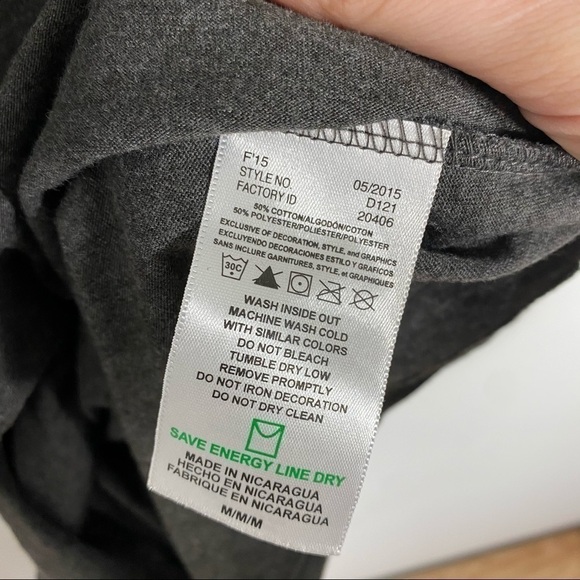 F'15
STYLE NO. 05/2015
FACTORY ID D121
20406
50% COTTON/ALGODÓN/COTON
50% POLYESTER/POLIÉSTER/POLYESTER
EXCLUSIVE OF DECORATION, STYLE, and GRAPHICS
EXCLUYENDO DECORACIONES ESTILO Y GRAFICOS
SANS INCLURE GARNITURES, STYLE, et GRAPHIQUES
30C
WASH INSIDE OUT
MACHINE WASH COLD
WITH SIMILAR COLORS
DO NOT BLEACH
TUMBLE DRY LOW
REMOVE PROMPTLY
DO NOT IRON DECORATION
DO NOT DRY CLEAN
SAVE ENERGY LINE DRY
MADE IN NICARAGUA
HECHO EN NICARAGUA
FABRIQUE EN NICARAGUA
M/M/M